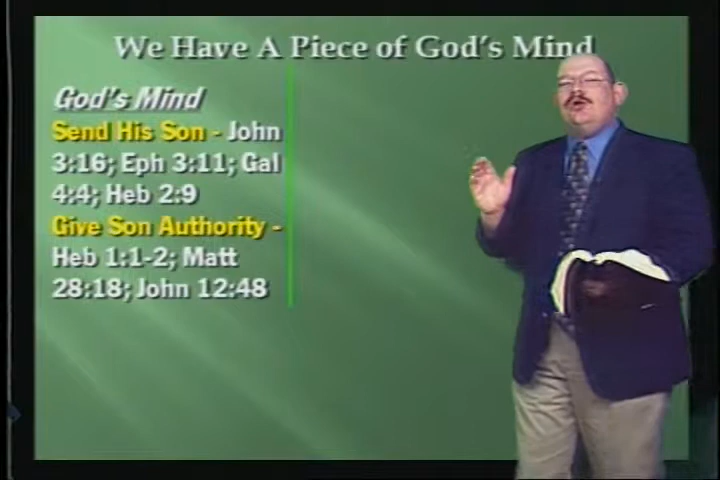 We Have A Piece of God's Mind
God's Mind
Send His Son - John
3:16; Eph 3:11; Gal
4:4; Heb 2:9
Give Son Authority -
Heb 1:1-2; Matt
28:18; John 12:48